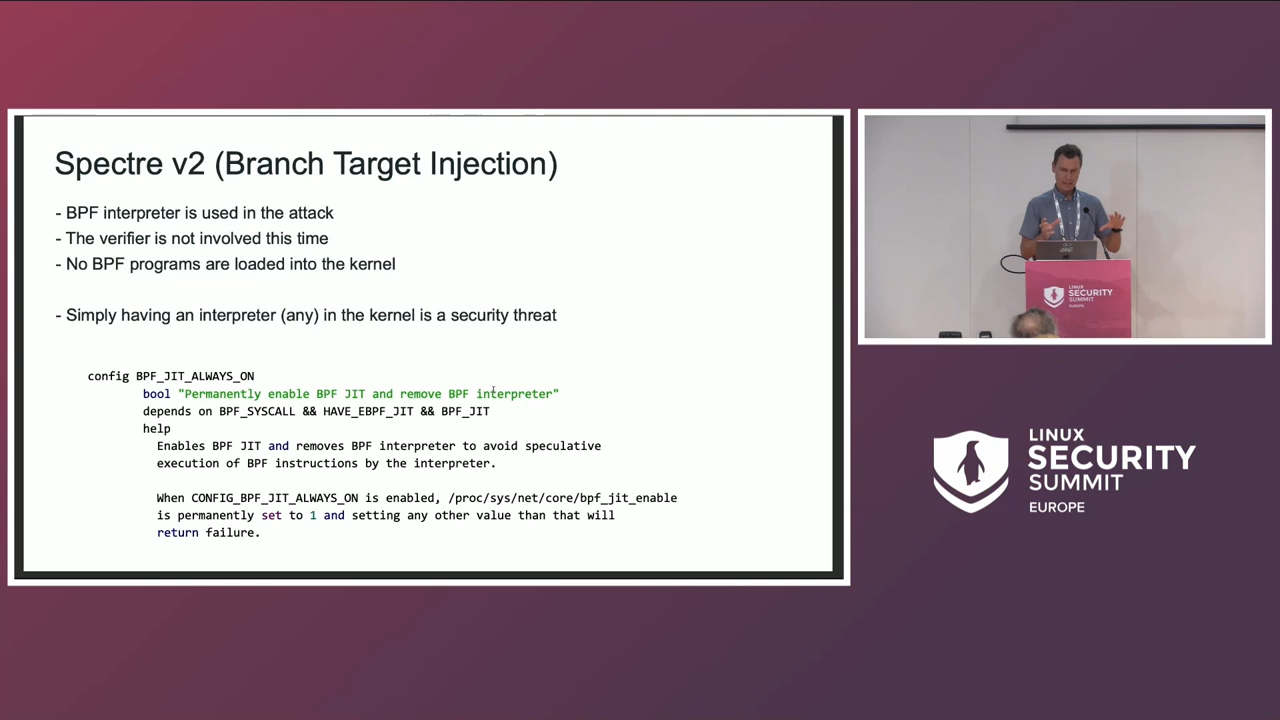 Spectre v2 (Branch Target Injection)
- BPF interpreter is used in the attack
- The verifier is not involved this time
- No BPF programs are loaded into the kernel
- Simply having an interpreter (any) in the kernel is a security threat
config BPF_JIT_ALWAYS_ON
bool "Permanently enable BPF JIT and remove BPF interpreter"
depends on BPF_SYSCALL && HAVE_EBPF_JIT && BPF_JIT
help
Enables BPF JIT and removes BPF interpreter to avoid speculative
execution of BPF instructions by the interpreter.
When CONFIG_BPF_JIT_ALWAYS_ON is enabled, /proc/sys/net/core/bpf_jit_enable
is permanently set to 1 and setting any other value than that will
return failure.
LINUX
SECURITY
SUMMIT
EUROPE
LINUX
SECURITY
SUMMIT
EUROPE